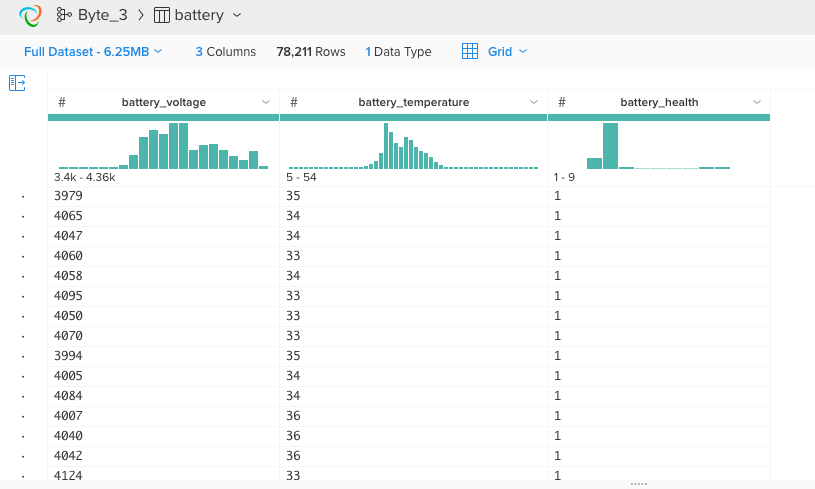 Byte_3 > battery
Full Dataset - 6.25MB 3 Columns 78,211 Rows 1 Data Type Grid
# battery_voltage # battery_temperature # battery_health
3.4k - 4.36k 5 - 54 1 - 9
3979 35 1
4065 34 1
4047 34 1
4060 33 1
4058 34 1
4095 33 1
4050 33 1
4070 33 1
3994 35 1
4005 34 1
4084 34 1
4007 36 1
4040 36 1
4042 36 1
4124 33 1